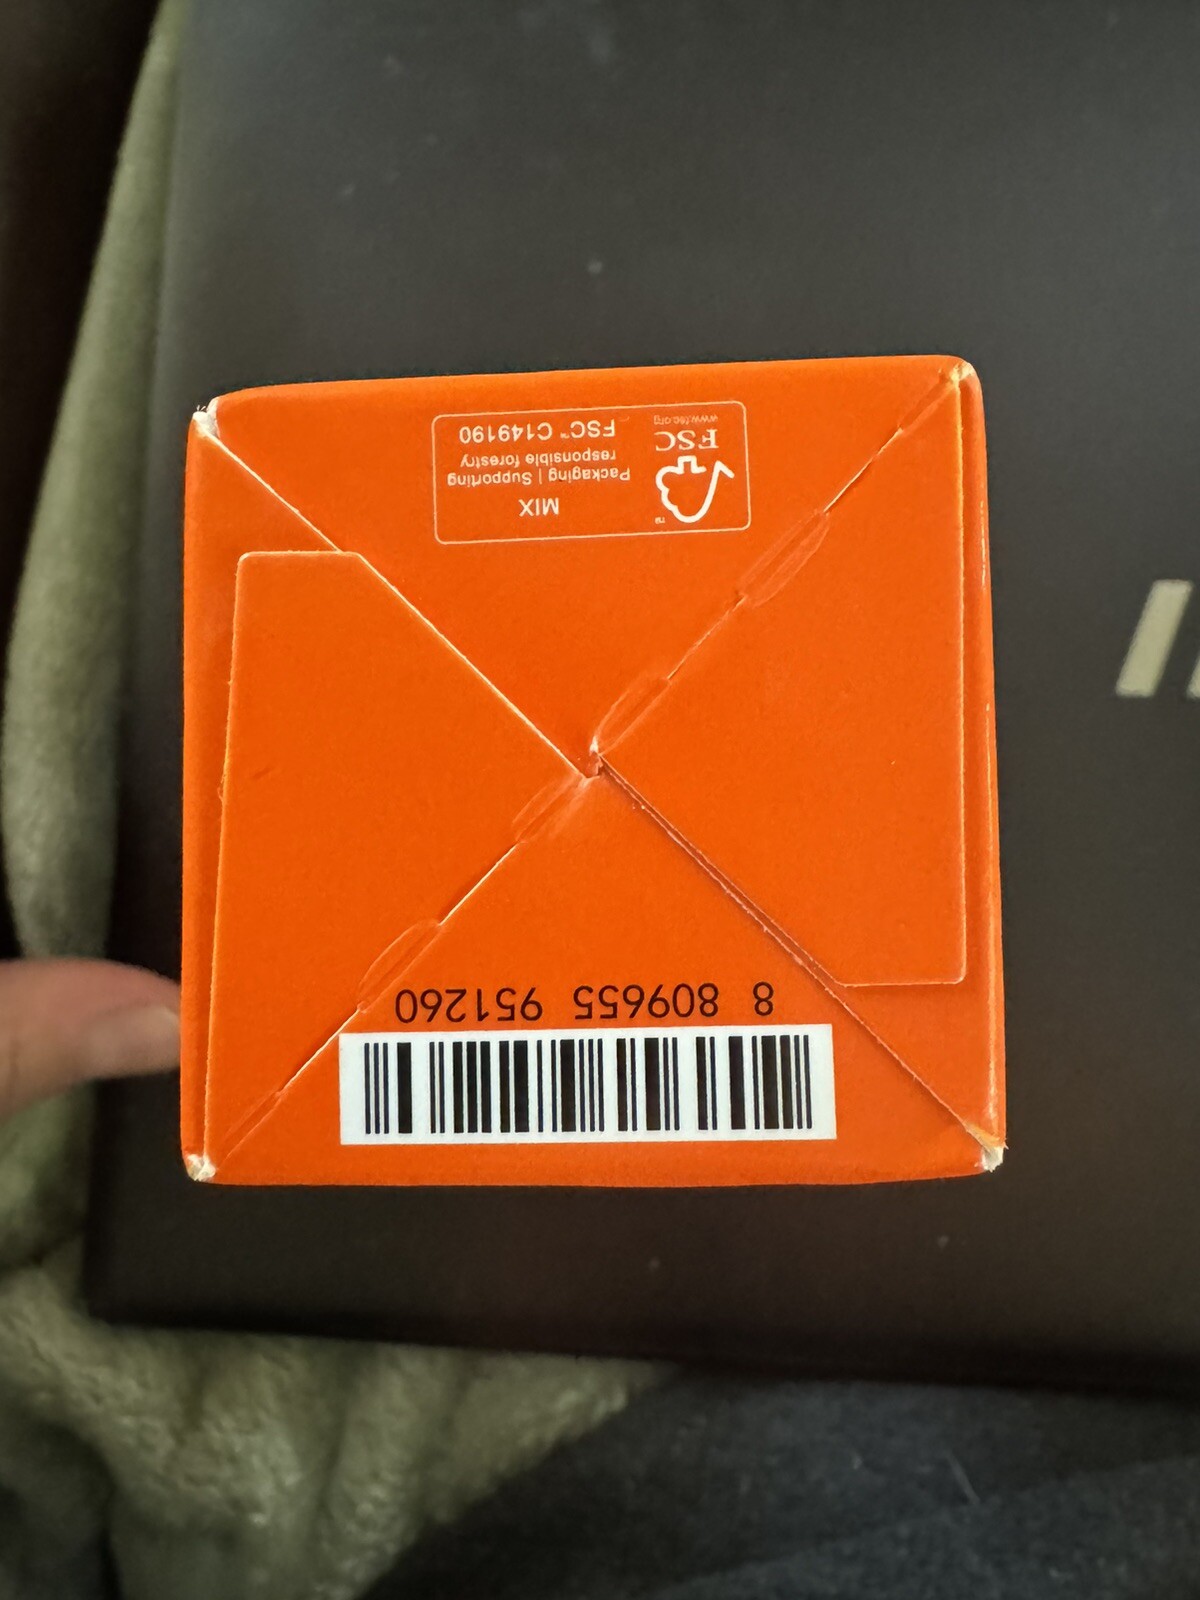 8 809655 951260
MIX
Packaging | Supporting
responsible forestry
FSC™ C149190
FSC
www.fsc.org